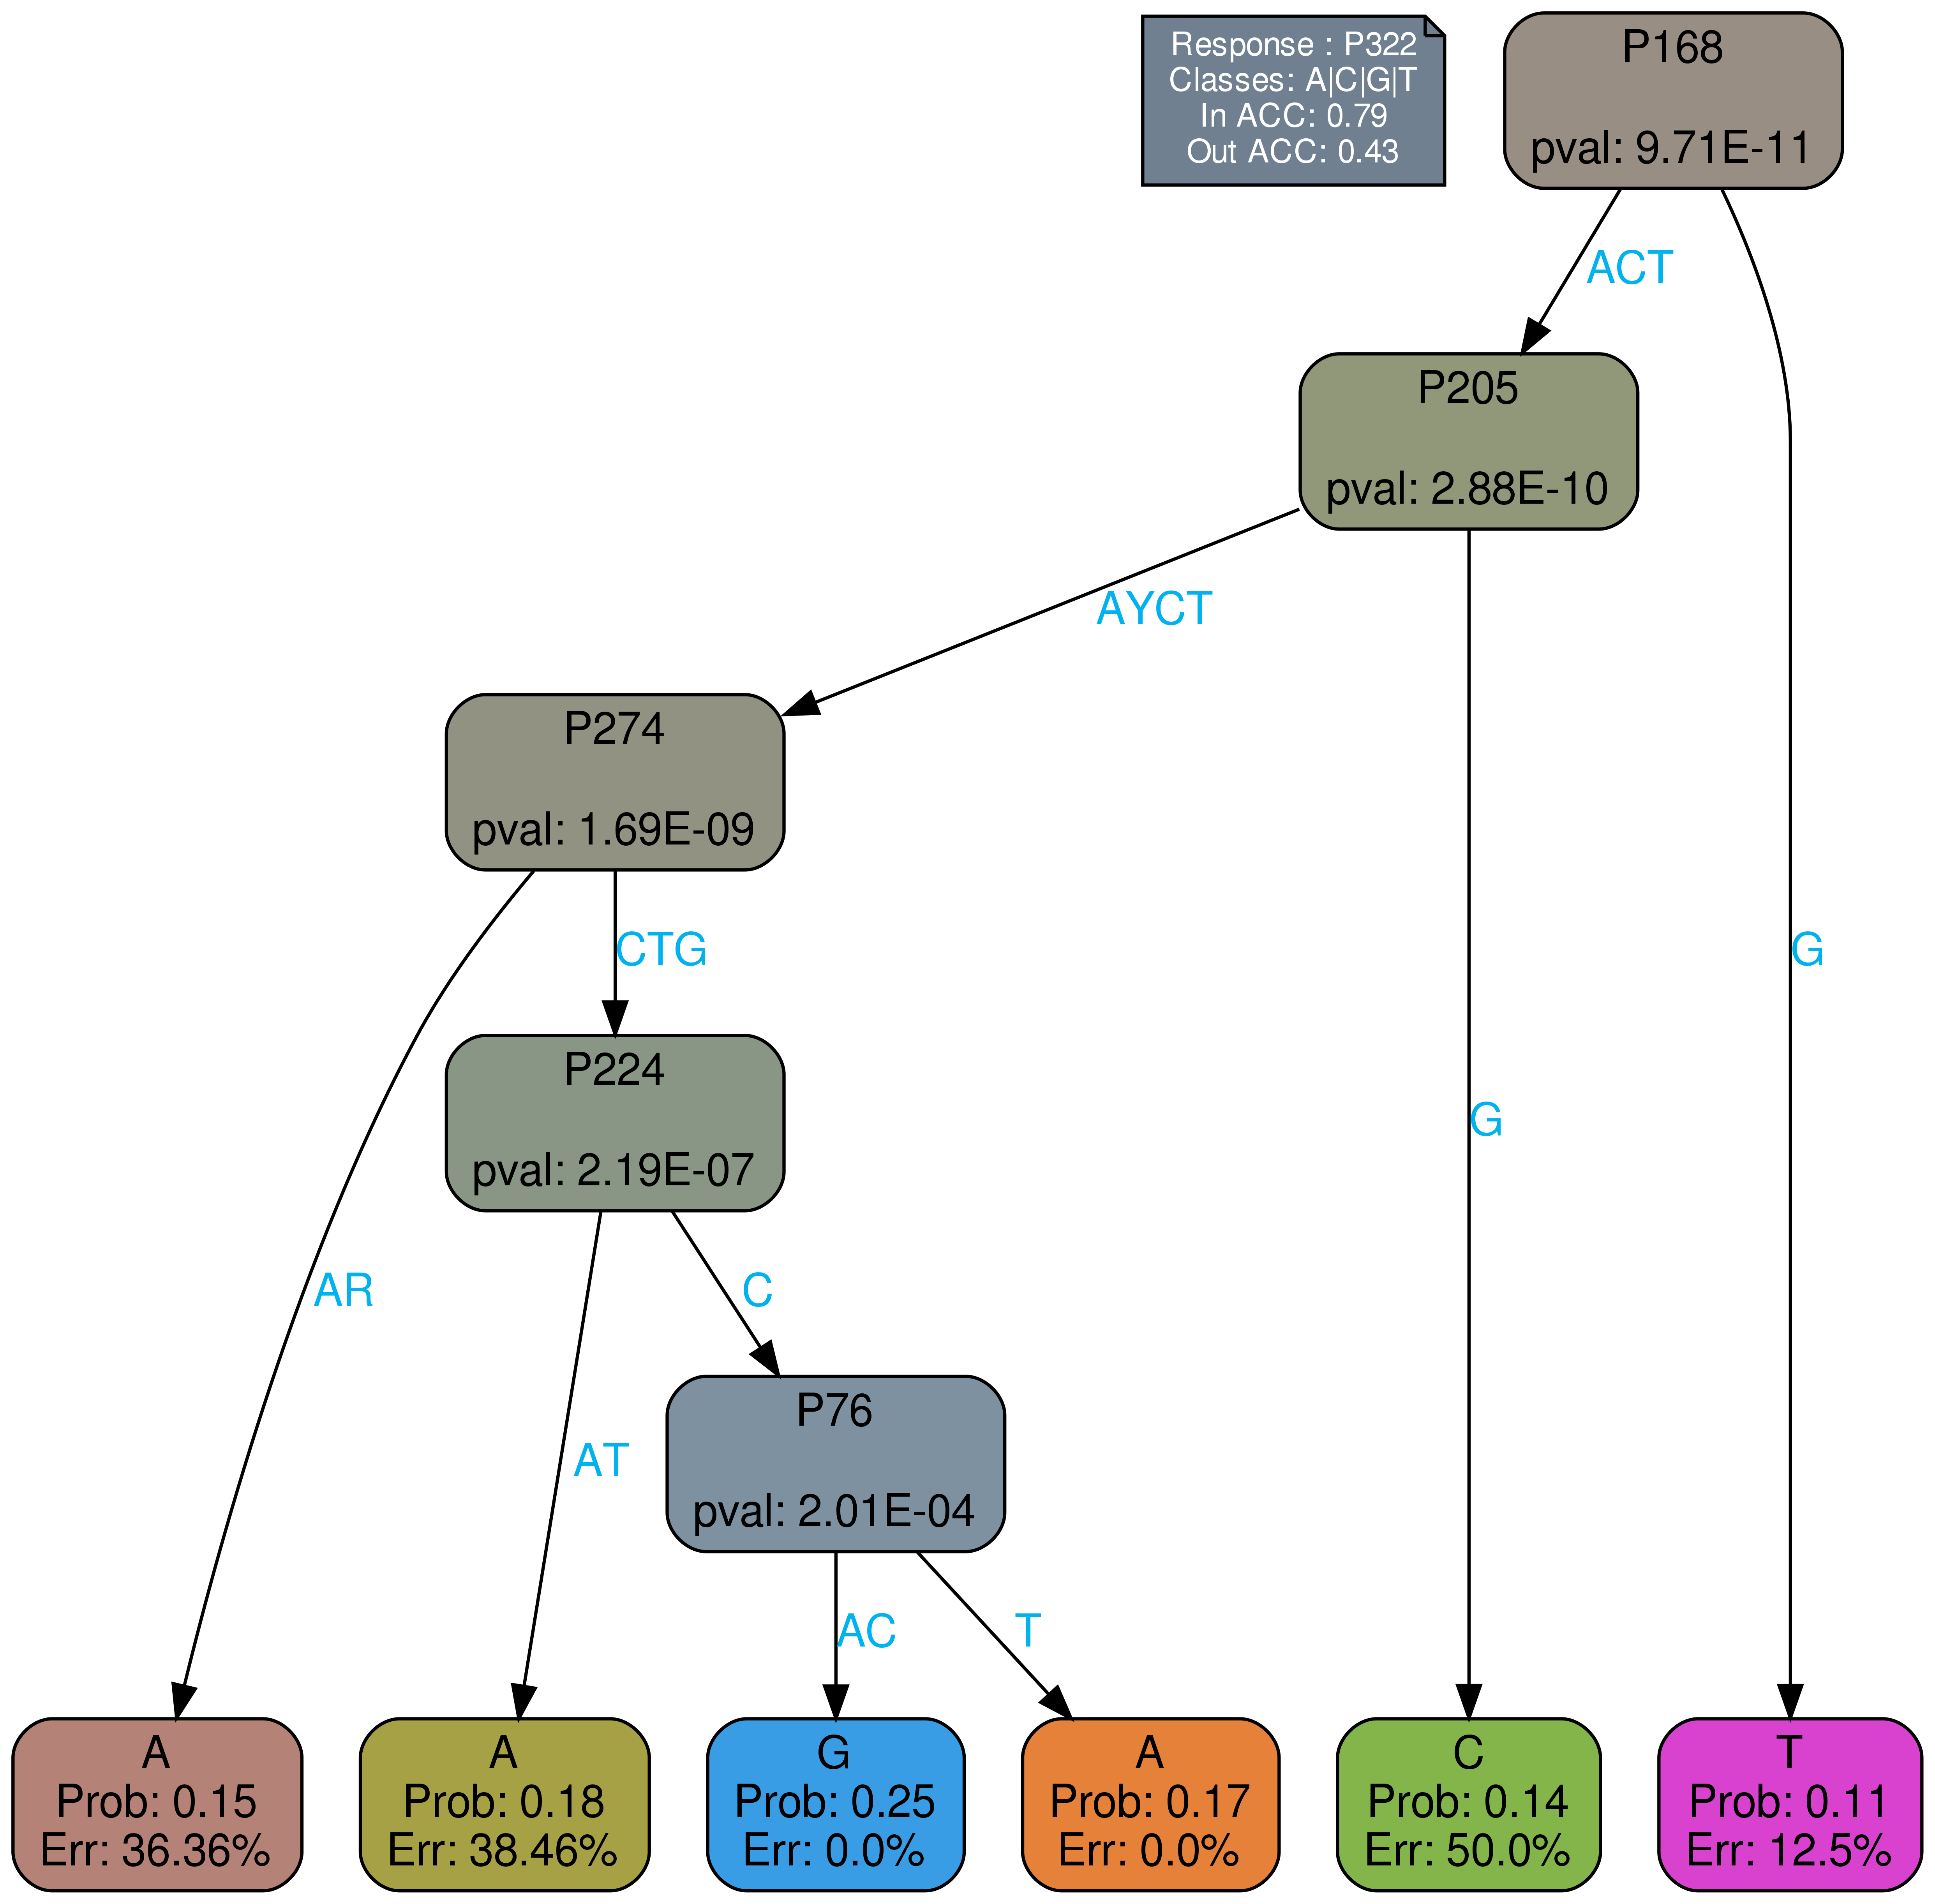 Response : P322
Classes: A|C|G|T
In ACC: 0.79
Out ACC: 0.43
P168
pval: 9.71E-11
ACT
P205
pval: 2.88E-10
AYCT
P274
pval: 1.69E-09
CTG
G
P224
pval: 2.19E-07
G
AR
C
P76
pval: 2.01E-04
AT
AC
T
A
Prob: 0.15
Err: 36.36%
A
Prob: 0.18
Err: 38.46%
G
Prob: 0.25
Err: 0.0%
A
Prob: 0.17
Err: 0.0%
C
Prob: 0.14
Err: 50.0%
T
Prob: 0.11
Err: 12.5%